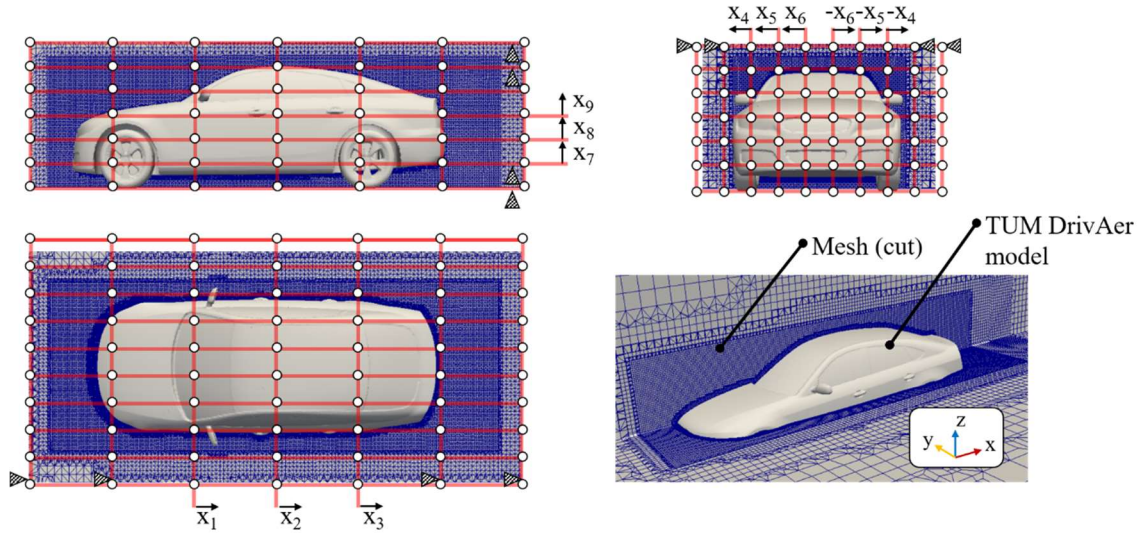 x₄ x₅ x₆ -x₆ -x₅ -x₄
x₉
x₈
x₇
Mesh (cut)
TUM DrivAer
model
z
y
x
x₁ x₂ x₃